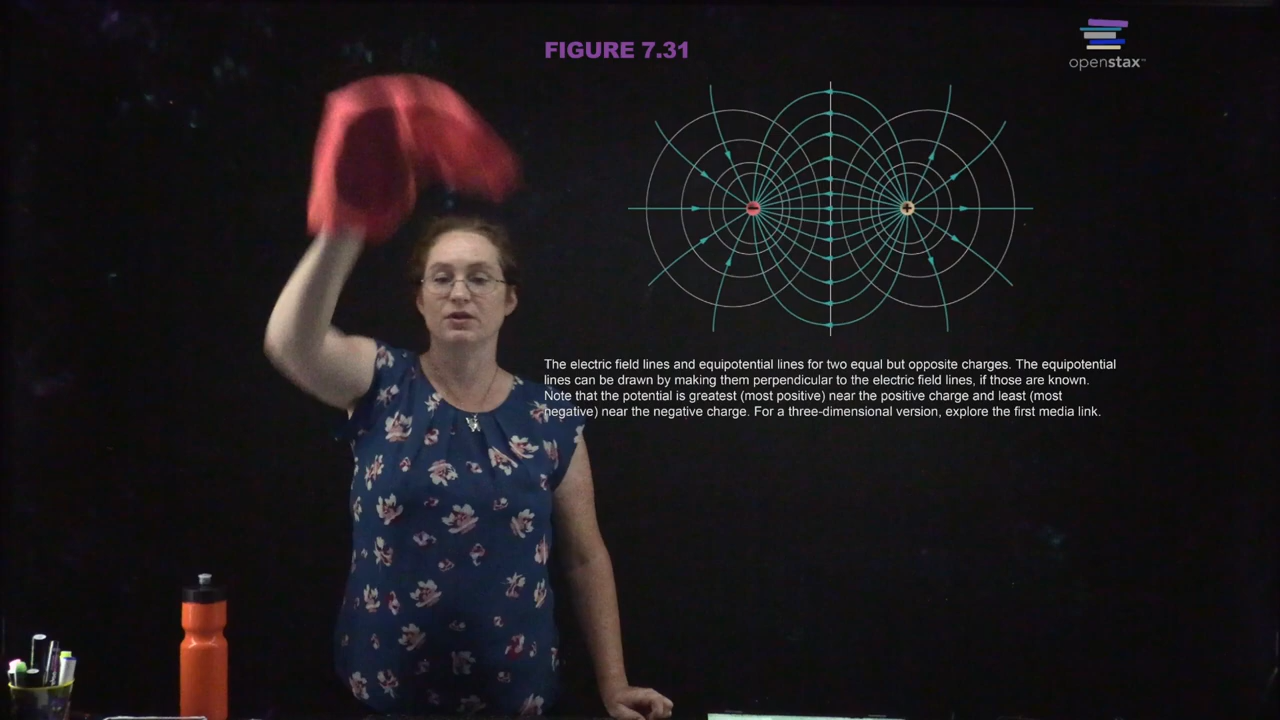 FIGURE 7.31
openstax™
The electric field lines and equipotential lines for two equal but opposite charges. The equipotential
lines can be drawn by making them perpendicular to the electric field lines, if those are known.
Note that the potential is greatest (most positive) near the positive charge and least (most
negative) near the negative charge. For a three-dimensional version, explore the first media link.